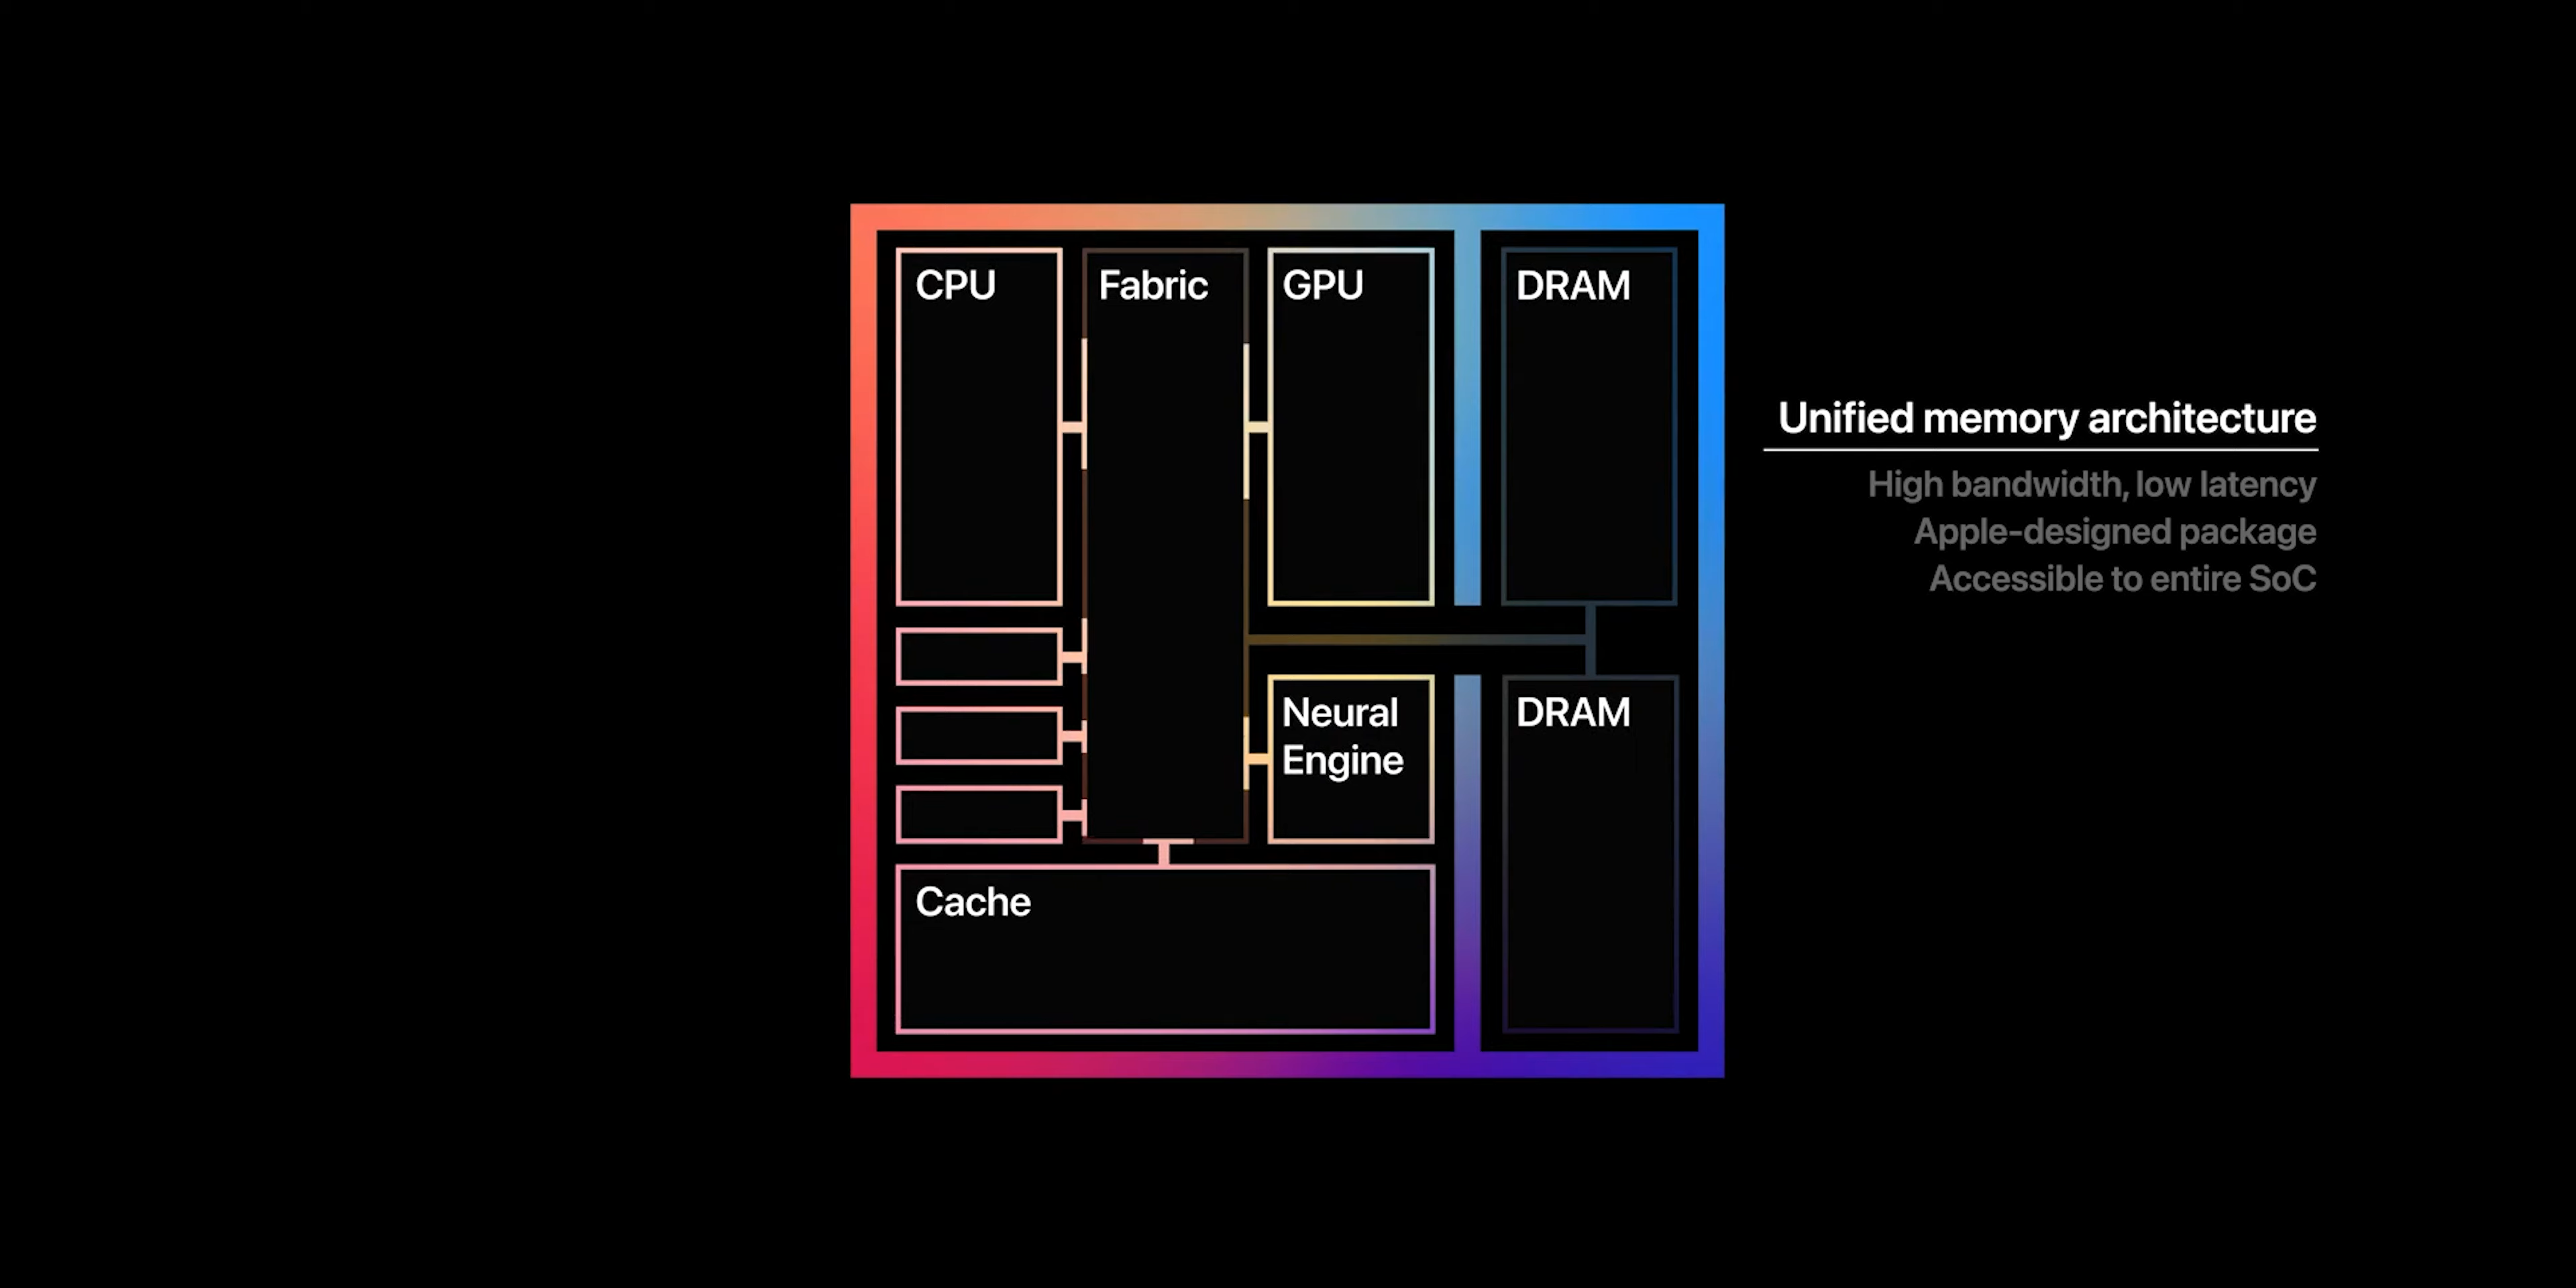 CPU
Fabric
GPU
DRAM
Unified memory architecture
High bandwidth, low latency
Apple-designed package
Accessible to entire SoC
Neural
Engine
DRAM
Cache